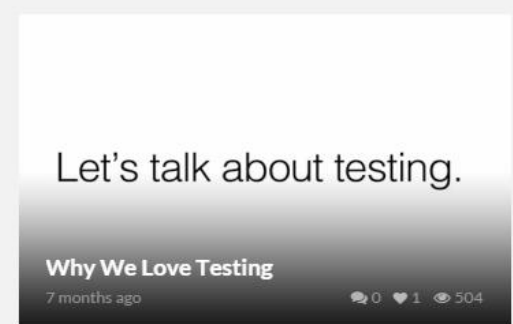 Let's talk about testing.
Why We Love Testing
7 months ago 0 1 504